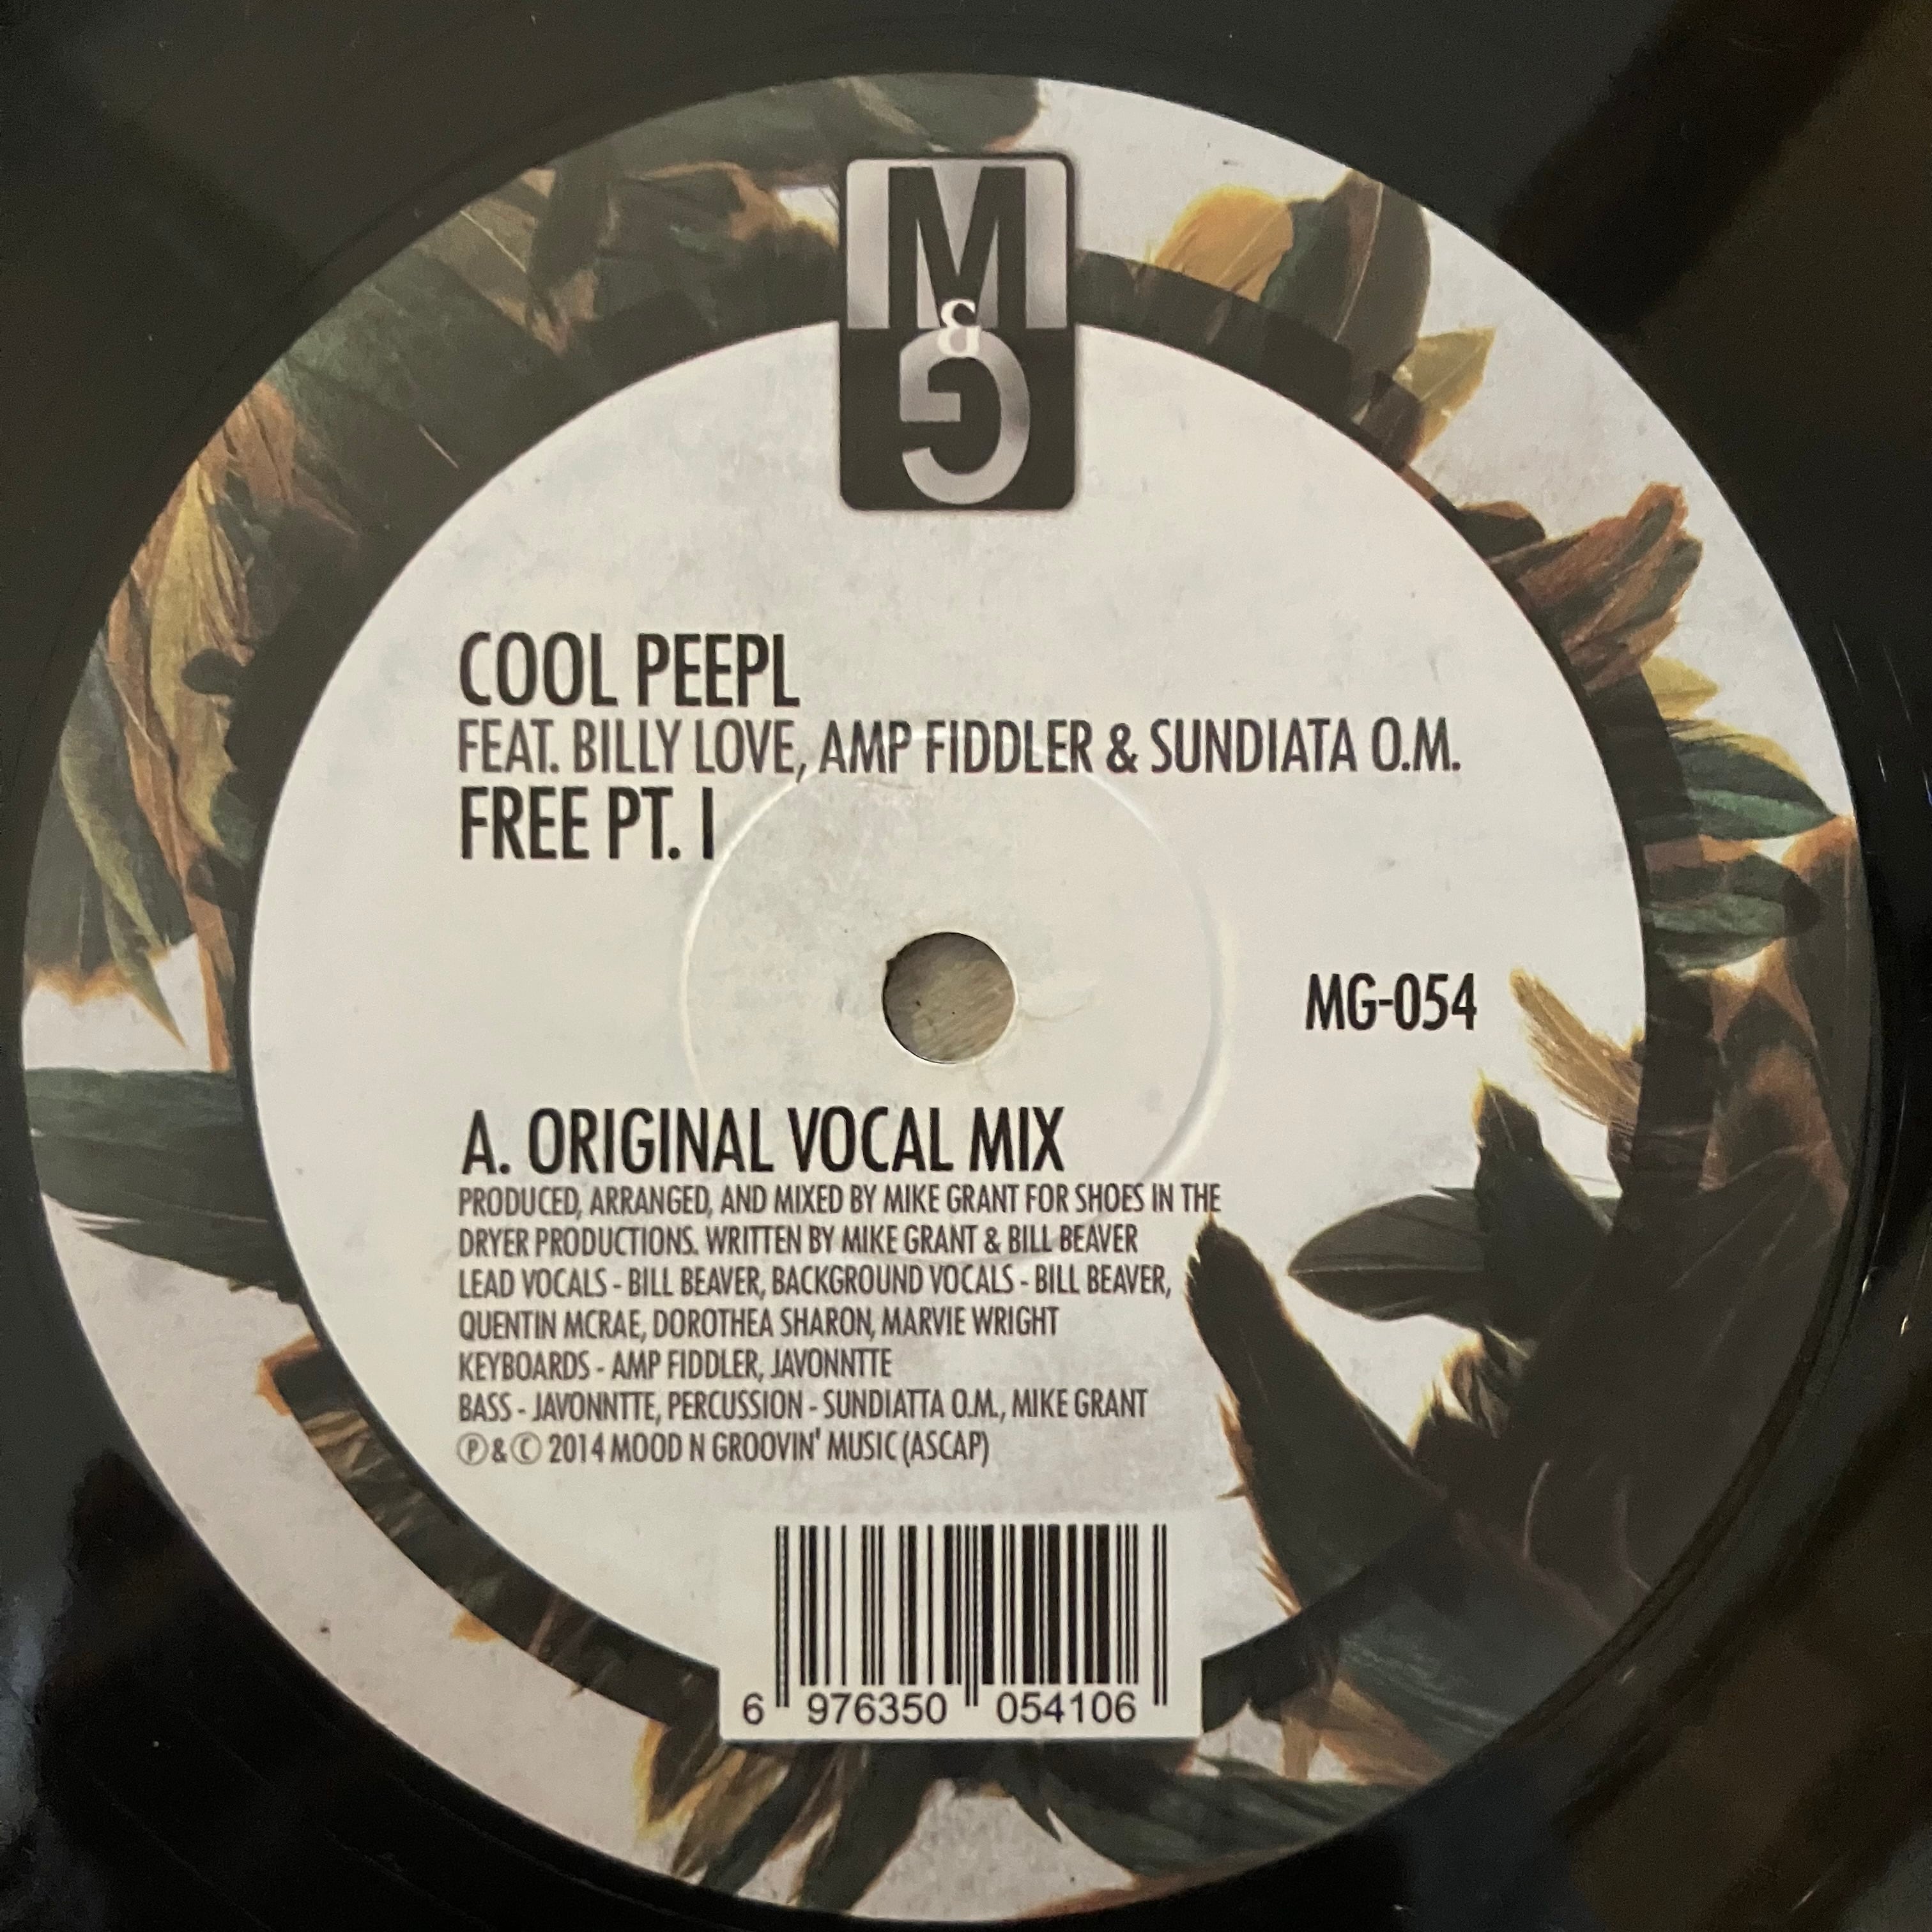 M
&
G
COOL PEEPL
FEAT. BILLY LOVE, AMP FIDDLER & SUNDIATA O.M.
FREE PT. I
MG-054
A. ORIGINAL VOCAL MIX
PRODUCED, ARRANGED, AND MIXED BY MIKE GRANT FOR SHOES IN THE
DRYER PRODUCTIONS. WRITTEN BY MIKE GRANT & BILL BEAVER
LEAD VOCALS - BILL BEAVER, BACKGROUND VOCALS - BILL BEAVER,
QUENTIN MCRAE, DOROTHEA SHARON, MARVIE WRIGHT
KEYBOARDS - AMP FIDDLER, JAVONNTTE
BASS - JAVONNTTE, PERCUSSION - SUNDIATTA O.M., MIKE GRANT
Ⓟ & Ⓒ 2014 MOOD N GROOVIN' MUSIC (ASCAP)
6 976350 054106